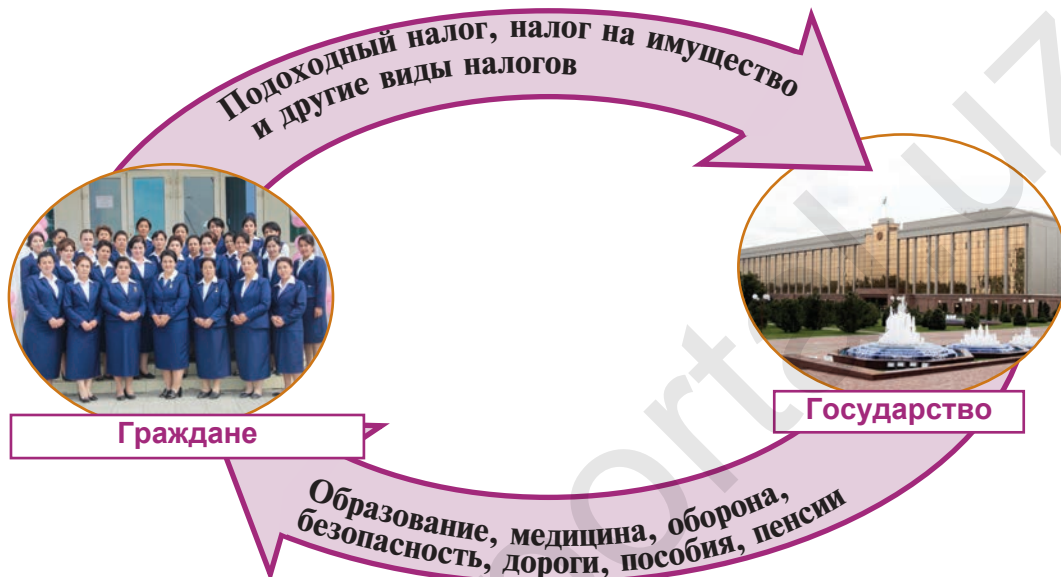 Подоходный налог, налог на имущество
и другие виды налогов
Граждане
Государство
Образование, медицина, оборона,
безопасность, дороги, пособия, пенсии